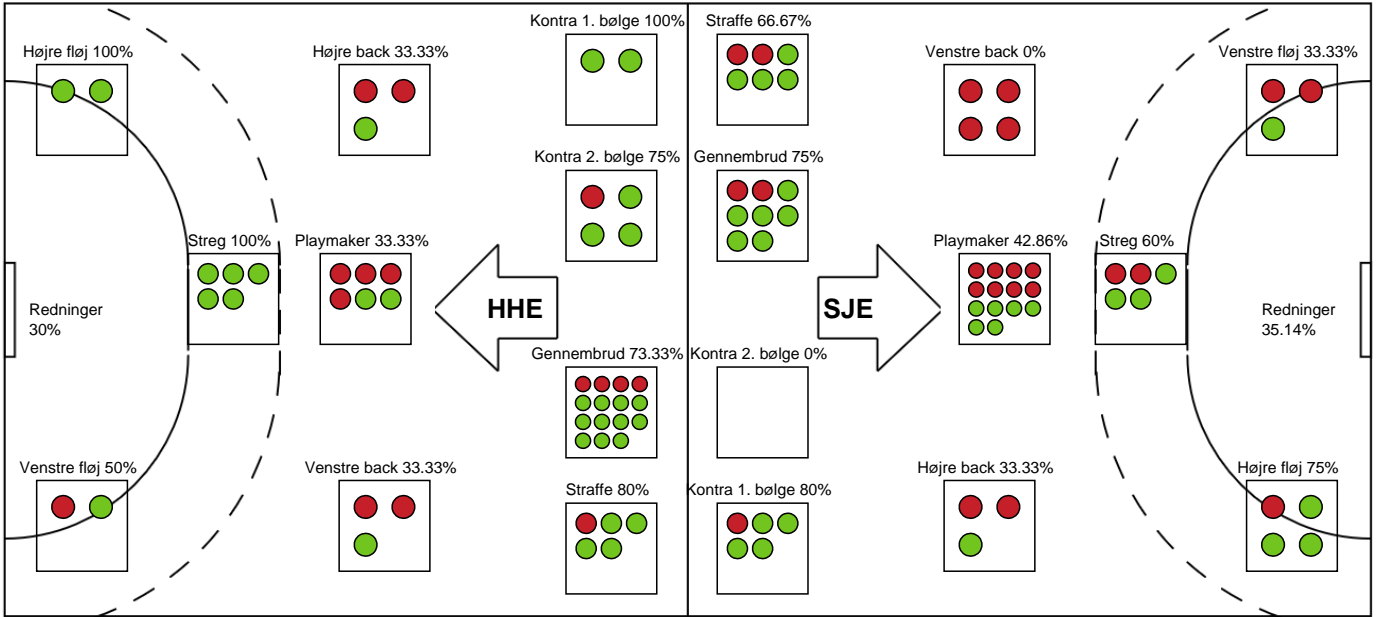 Kontra 1. bølge 100%
Straffe 66.67%
Højre fløj 100%
Højre back 33.33%
Venstre back 0%
Venstre fløj 33.33%
Kontra 2. bølge 75%
Gennembrud 75%
Streg 100%
Playmaker 33.33%
Playmaker 42.86%
Streg 60%
Redninger
30%
HHE
SJE
Redninger
35.14%
Gennembrud 73.33%
Kontra 2. bølge 0%
Venstre fløj 50%
Venstre back 33.33%
Højre back 33.33%
Højre fløj 75%
Straffe 80%
Kontra 1. bølge 80%